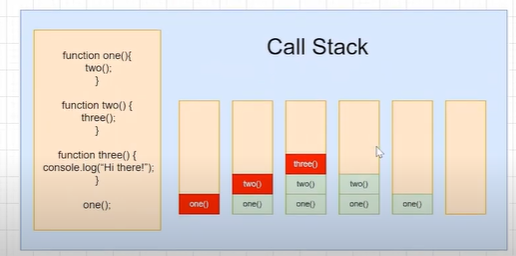 Call Stack
function one(){
two();
}
function two() {
three();
}
function three() {
console.log("Hi there!");
}
one();
three()
two() two() two()
one() one() one() one() one()